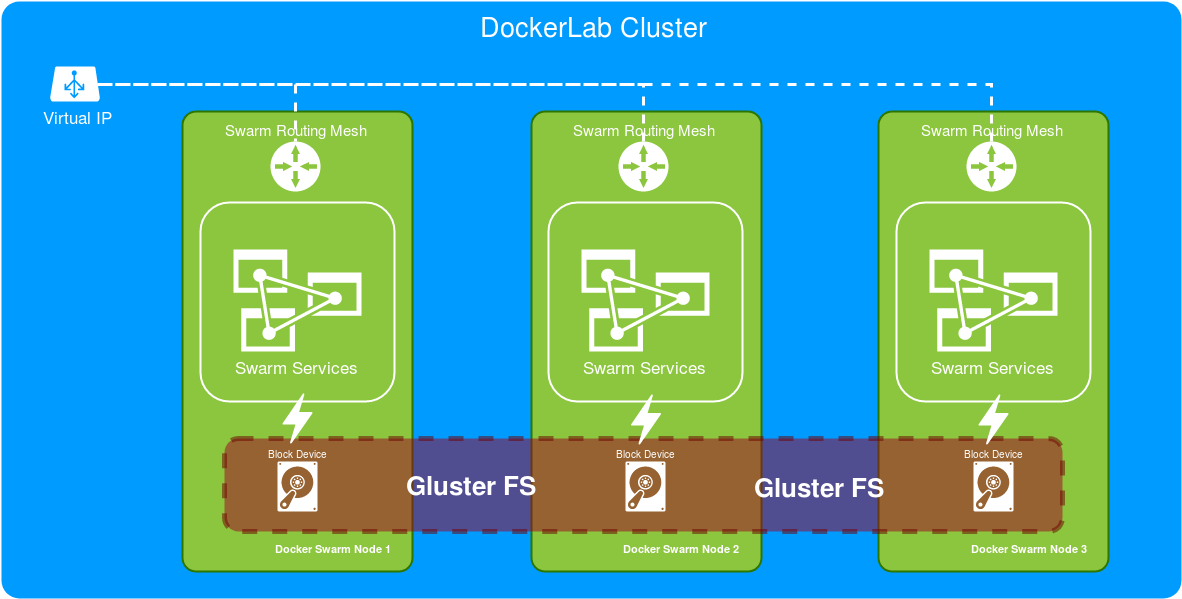 DockerLab Cluster
Virtual IP
Swarm Routing Mesh
Swarm Routing Mesh
Swarm Routing Mesh
Swarm Services
Swarm Services
Swarm Services
Block Device
Block Device
Block Device
Gluster FS
Gluster FS
Docker Swarm Node 1
Docker Swarm Node 2
Docker Swarm Node 3